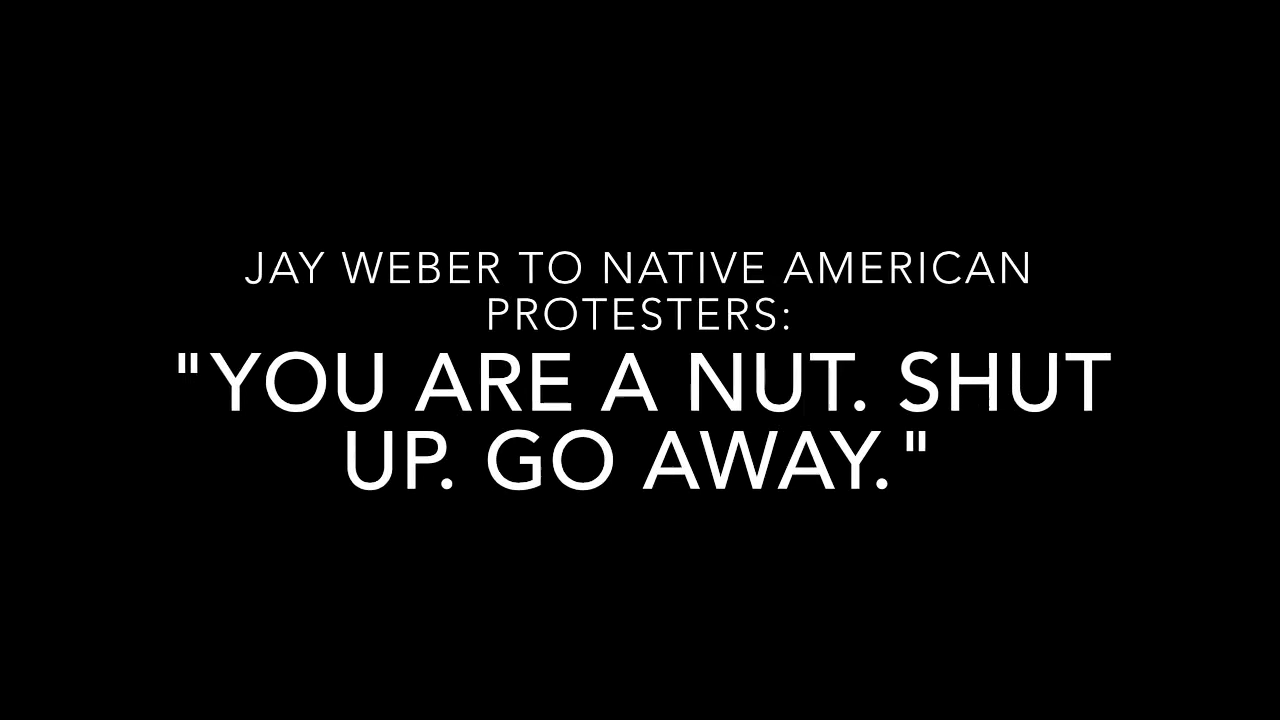 JAY WEBER TO NATIVE AMERICAN
PROTESTERS:
"YOU ARE A NUT. SHUT
UP. GO AWAY."